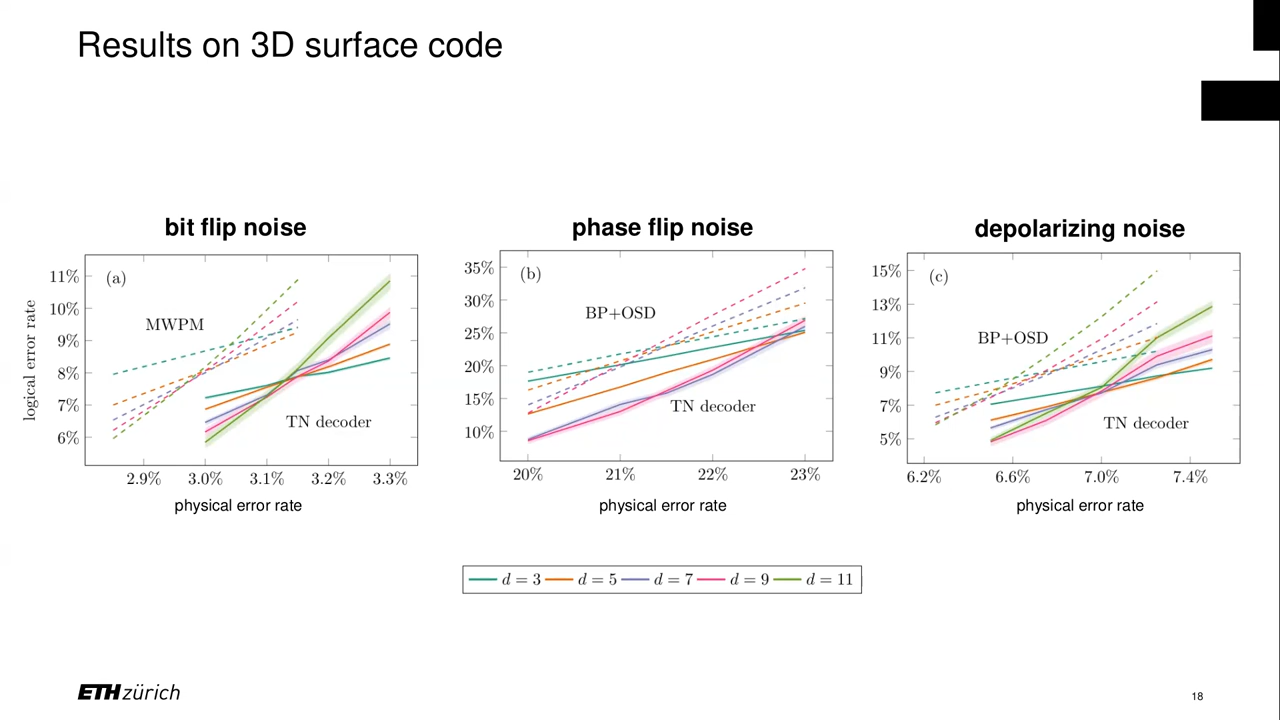 Results on 3D surface code
bit flip noise
phase flip noise
depolarizing noise
(a)
MWPM
TN decoder
11%
10%
9%
8%
7%
6%
logical error rate
2.9% 3.0% 3.1% 3.2% 3.3%
physical error rate
(b)
BP+OSD
TN decoder
35%
30%
25%
20%
15%
10%
20% 21% 22% 23%
physical error rate
(c)
BP+OSD
TN decoder
15%
13%
11%
9%
7%
5%
6.2% 6.6% 7.0% 7.4%
physical error rate
d = 3 d = 5 d = 7 d = 9 d = 11
ETH zürich
18